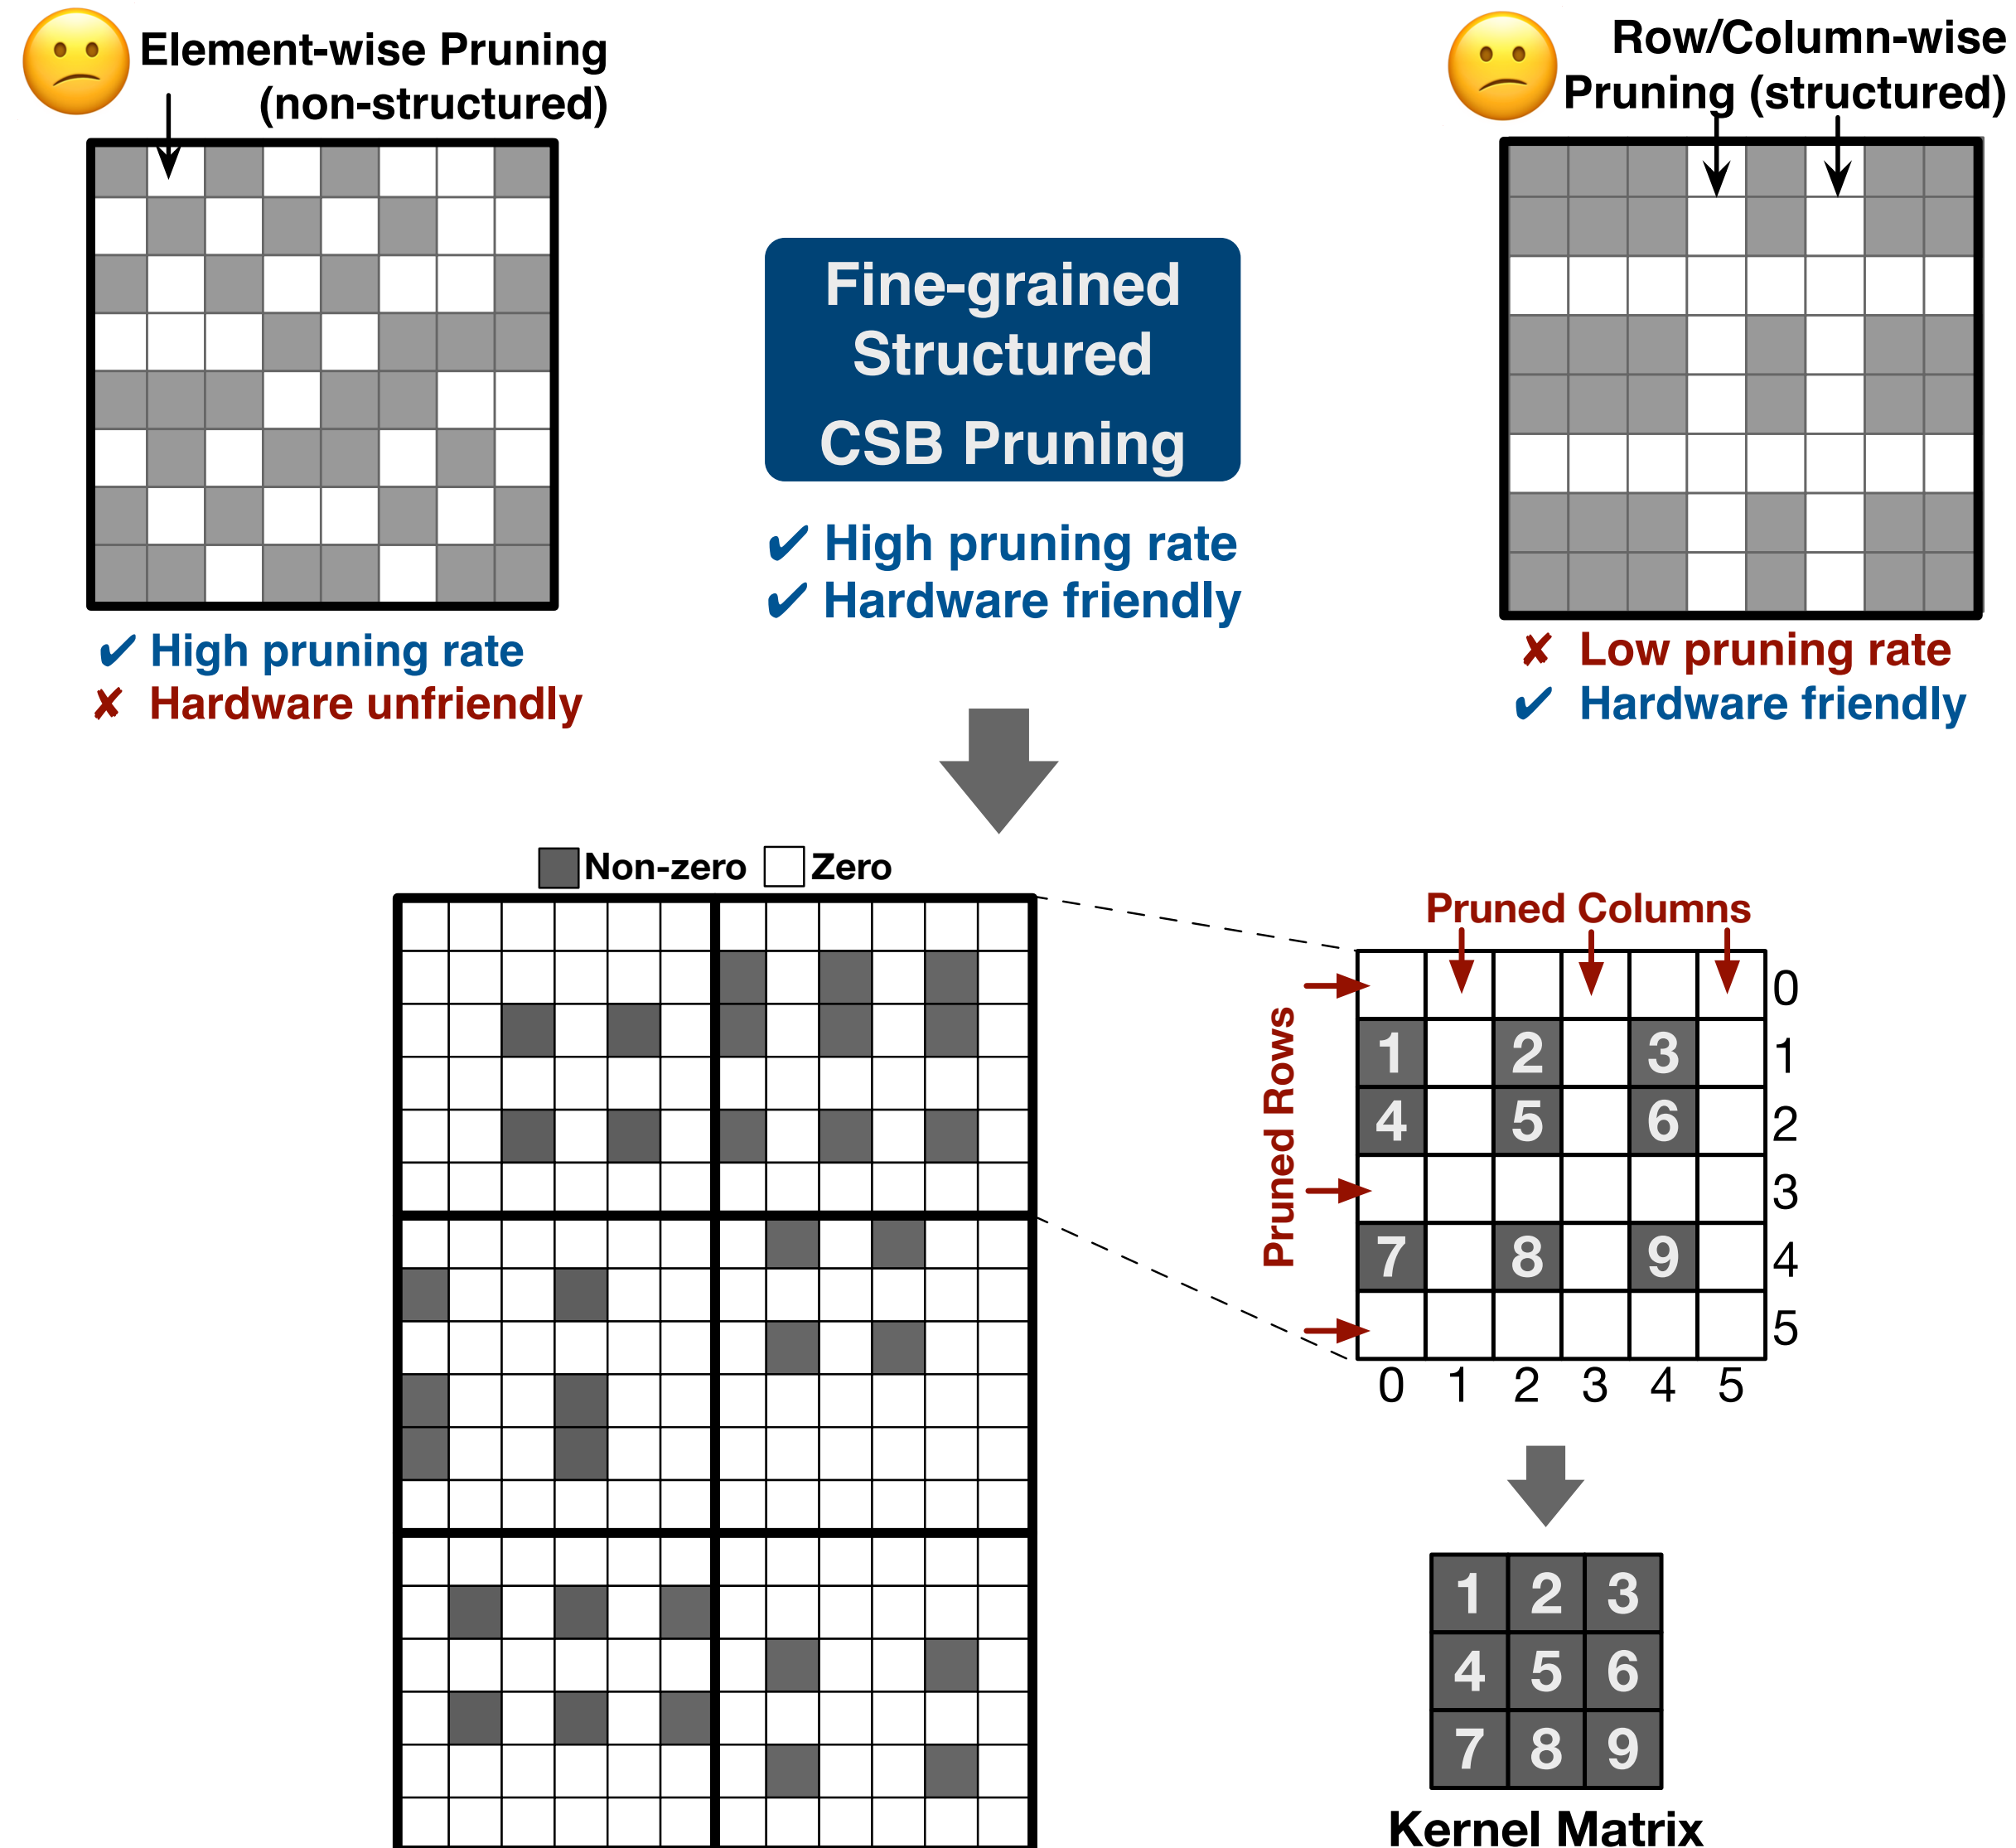 Element-wise Pruning
(non-structured)
Row/Column-wise
Pruning (structured)
Fine-grained
Structured
CSB Pruning
✔ High pruning rate
✔ Hardware friendly
✔ High pruning rate
✘ Hardware unfriendly
✘ Low pruning rate
✔ Hardware friendly
Non-zero Zero
Pruned Columns
Pruned Rows
0
1 2 3 1
4 5 6 2
3
7 8 9 4
5
0 1 2 3 4 5
1 2 3
4 5 6
7 8 9
Kernel Matrix